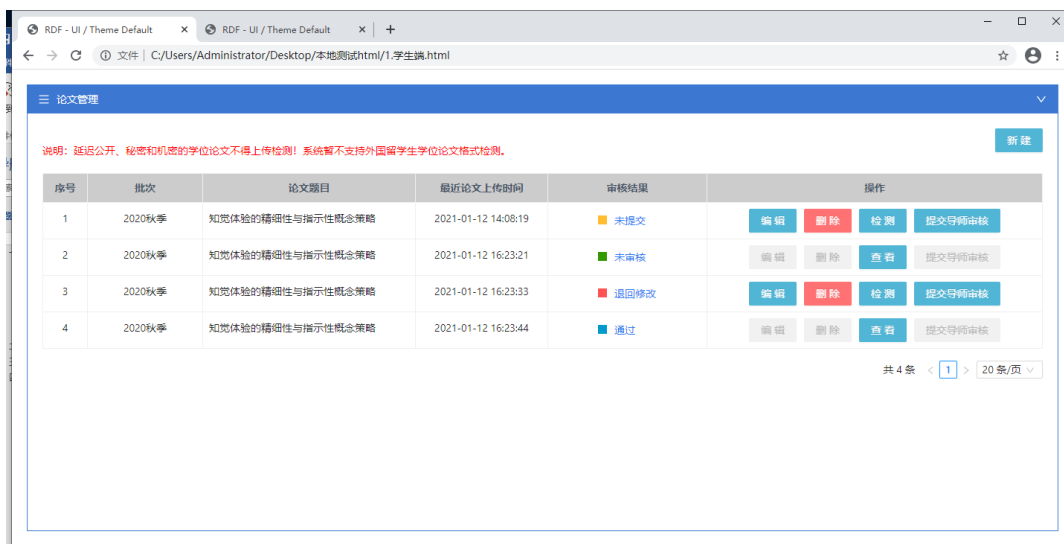 RDF - UI / Theme Default
RDF - UI / Theme Default
文件 | C:/Users/Administrator/Desktop/本地测试html/1.学生端.html
论文管理
新 建
说明：延迟公开、秘密和机密的学位论文不得上传检测！系统暂不支持外国留学生学位论文格式检测。
序号 批次 论文题目 最近论文上传时间 审核结果 操作
1 2020秋季 知觉体验的精细性与指示性概念策略 2021-01-12 14:08:19 未提交 编 辑 删 除 检 测 提交导师审核
2 2020秋季 知觉体验的精细性与指示性概念策略 2021-01-12 16:23:21 未审核 编 辑 删 除 查 看 提交导师审核
3 2020秋季 知觉体验的精细性与指示性概念策略 2021-01-12 16:23:33 退回修改 编 辑 删 除 检 测 提交导师审核
4 2020秋季 知觉体验的精细性与指示性概念策略 2021-01-12 16:23:44 通过 编 辑 删 除 查 看 提交导师审核
共 4 条 < 1 > 20 条/页